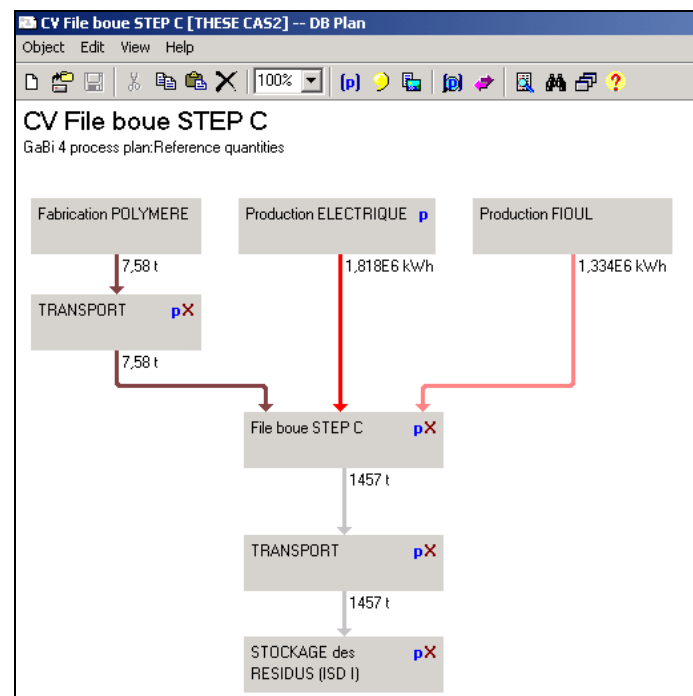 CV File boue STEP C [THESE CAS2] -- DB Plan
Object Edit View Help
100% (p) (p) ?
CV File boue STEP C
GaBi 4 process plan:Reference quantities
Fabrication POLYMERE
Production ELECTRIQUE p
Production FIOUL
7,58 t
1,818E6 kWh
1,334E6 kWh
TRANSPORT pX
7,58 t
File boue STEP C pX
1457 t
TRANSPORT pX
1457 t
STOCKAGE des pX
RESIDUS (ISD I)